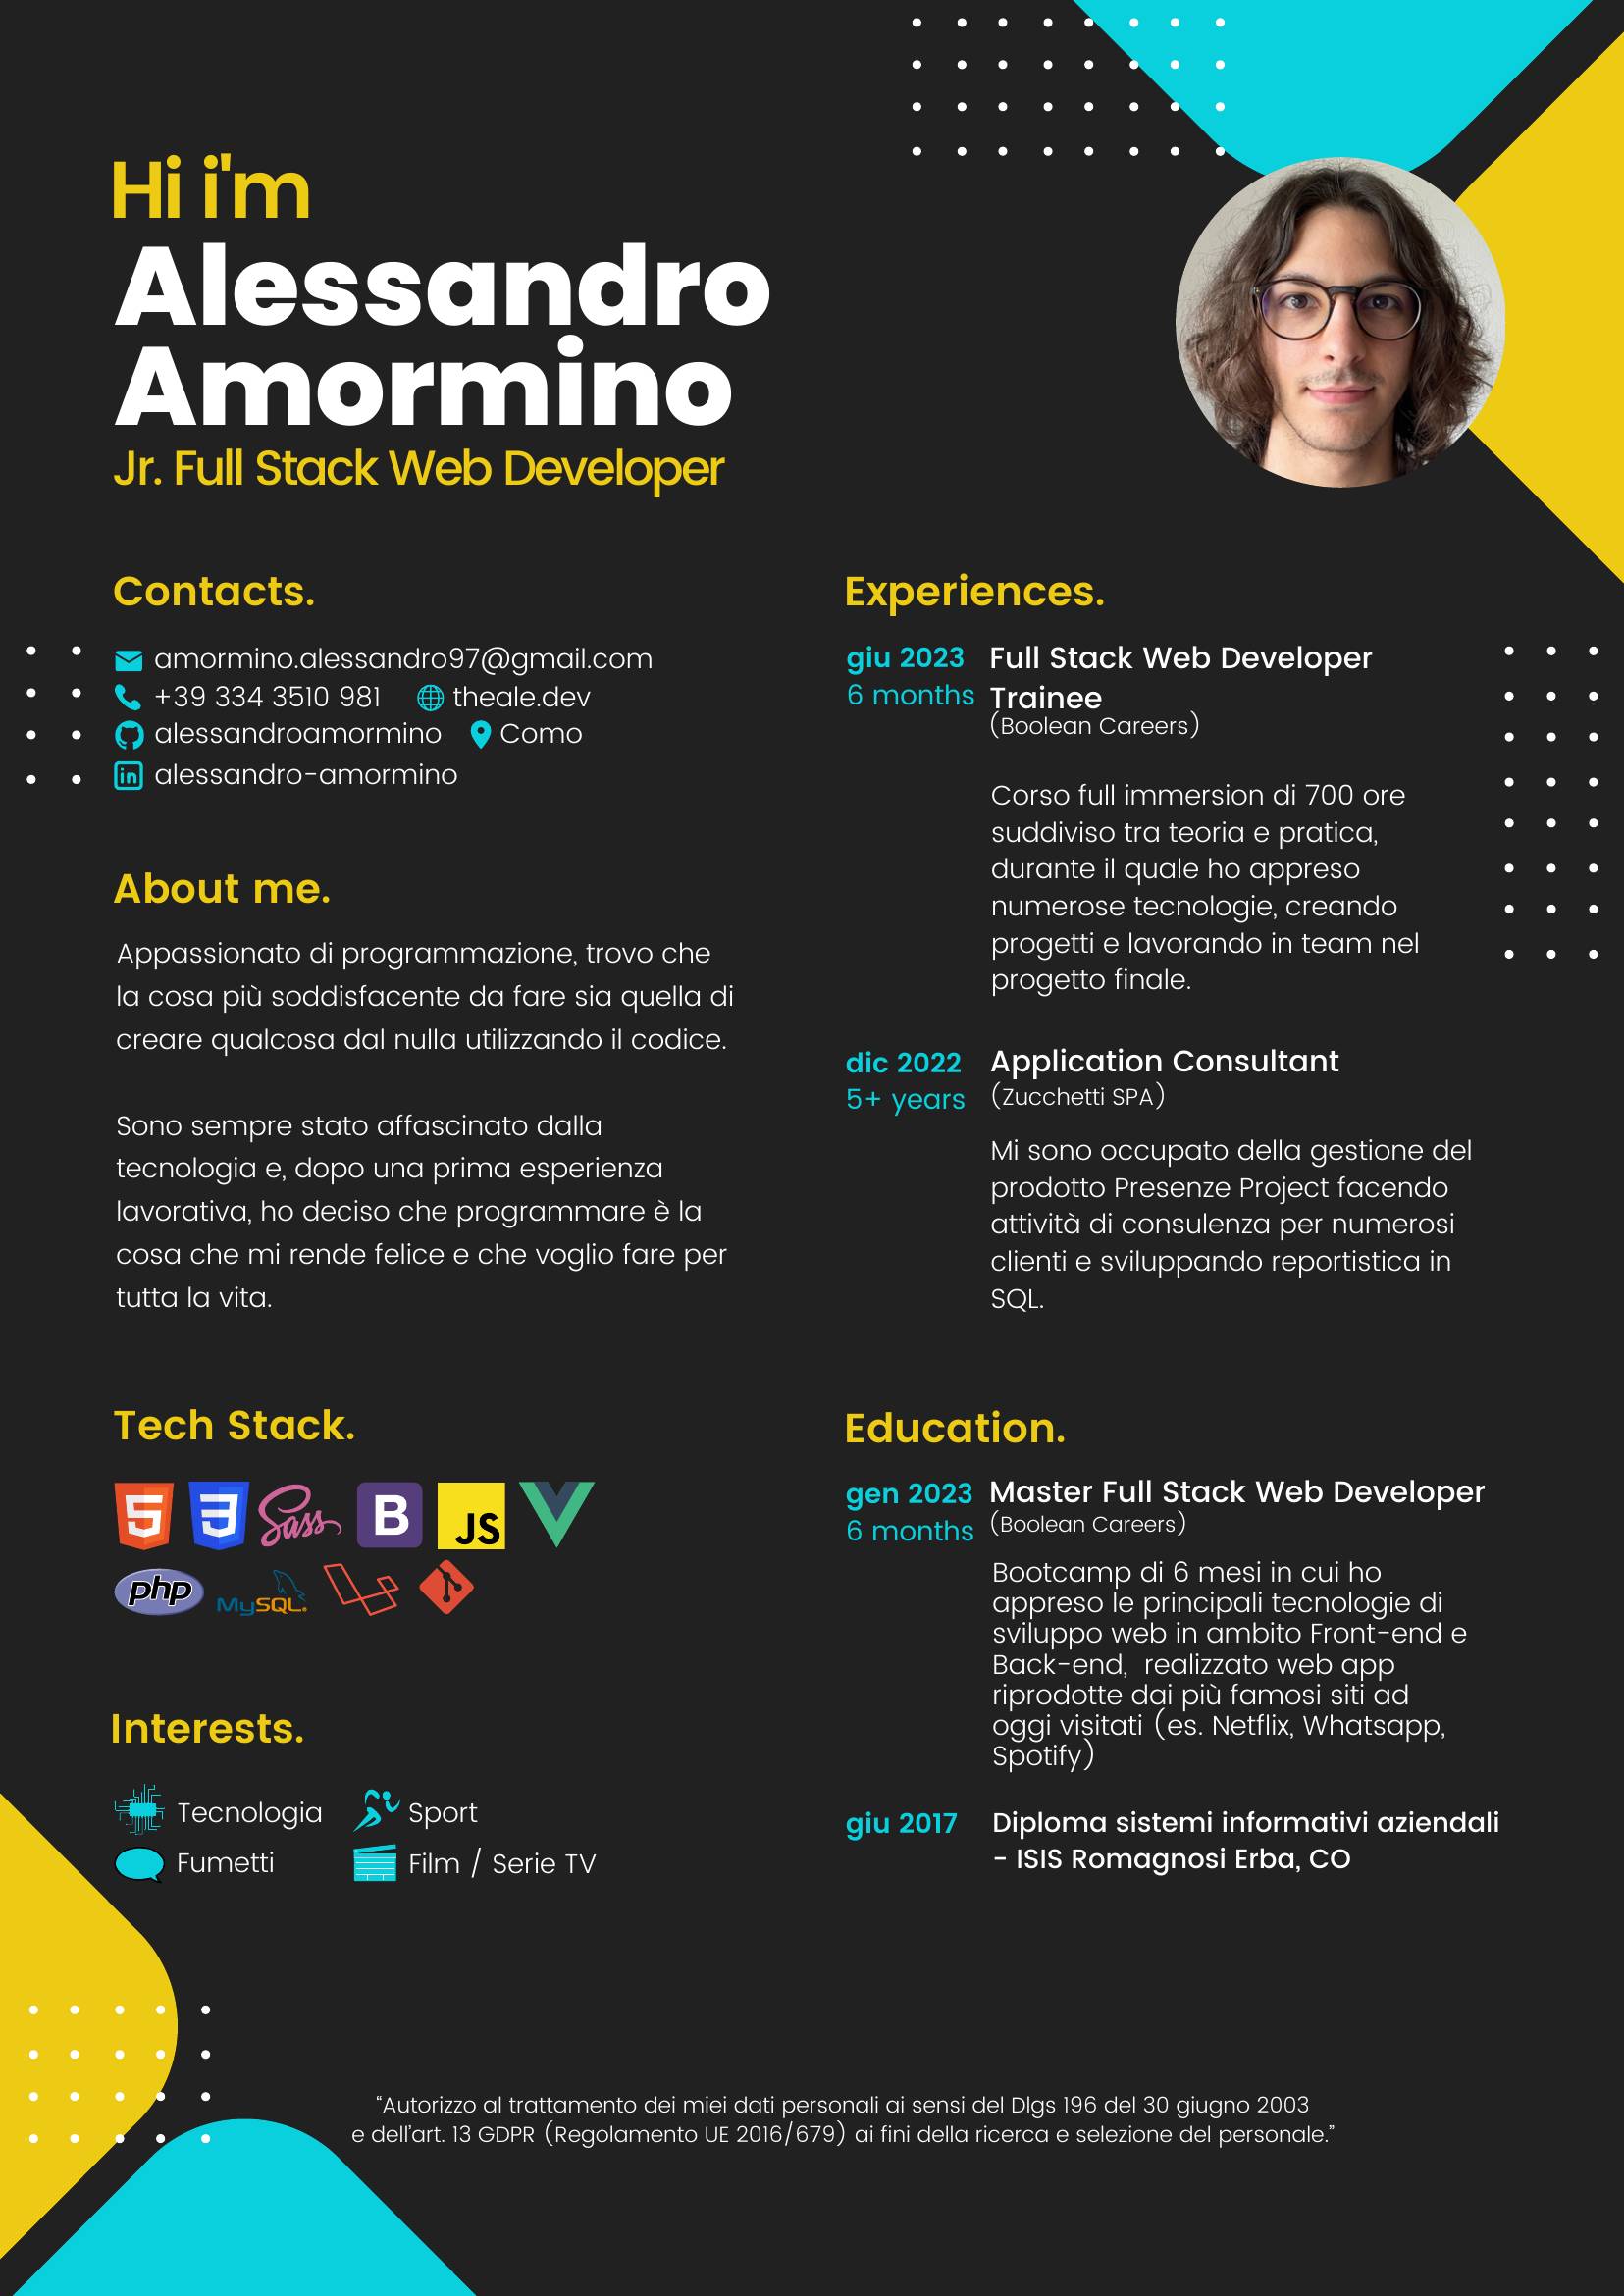 Hi i'm
Alessandro
Amormino
Jr. Full Stack Web Developer
Contacts.
amormino.alessandro97@gmail.com
+39 334 3510 981 theale.dev
alessandroamormino Como
in alessandro-amormino
About me.
Appassionato di programmazione, trovo che
la cosa più soddisfacente da fare sia quella di
creare qualcosa dal nulla utilizzando il codice.
Sono sempre stato affascinato dalla
tecnologia e, dopo una prima esperienza
lavorativa, ho deciso che programmare è la
cosa che mi rende felice e che voglio fare per
tutta la vita.
Tech Stack.
5 3 Sass B JS
php MySQL.
Interests.
Tecnologia Sport
Fumetti Film / Serie TV
Experiences.
giu 2023 Full Stack Web Developer
6 months Trainee
(Boolean Careers)
Corso full immersion di 700 ore
suddiviso tra teoria e pratica,
durante il quale ho appreso
numerose tecnologie, creando
progetti e lavorando in team nel
progetto finale.
dic 2022 Application Consultant
5+ years (Zucchetti SPA)
Mi sono occupato della gestione del
prodotto Presenze Project facendo
attività di consulenza per numerosi
clienti e sviluppando reportistica in
SQL.
Education.
gen 2023 Master Full Stack Web Developer
6 months (Boolean Careers)
Bootcamp di 6 mesi in cui ho
appreso le principali tecnologie di
sviluppo web in ambito Front-end e
Back-end,  realizzato web app
riprodotte dai più famosi siti ad
oggi visitati (es. Netflix, Whatsapp,
Spotify)
giu 2017 Diploma sistemi informativi aziendali
- ISIS Romagnosi Erba, CO
“Autorizzo al trattamento dei miei dati personali ai sensi del Dlgs 196 del 30 giugno 2003
e dell’art. 13 GDPR (Regolamento UE 2016/679) ai fini della ricerca e selezione del personale.”